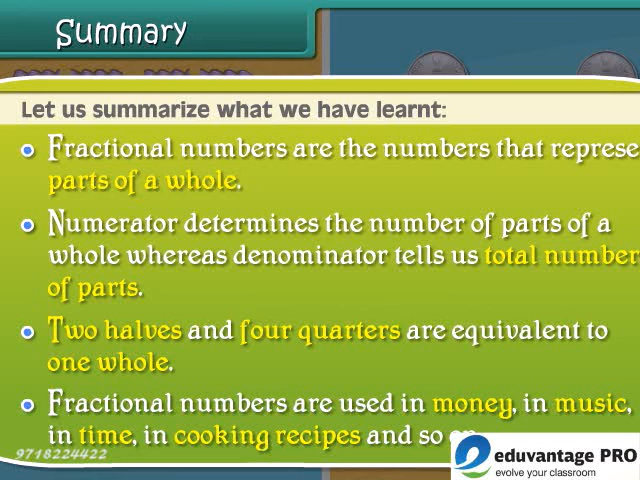 Summary
Let us summarize what we have learnt:
Fractional numbers are the numbers that represe
parts of a whole.
Numerator determines the number of parts of a
whole whereas denominator tells us total number
of parts.
Two halves and four quarters are equivalent to
one whole.
Fractional numbers are used in money, in music,
in time, in cooking recipes and so on
9718224422
eduvantage PRO
evolve your classroom